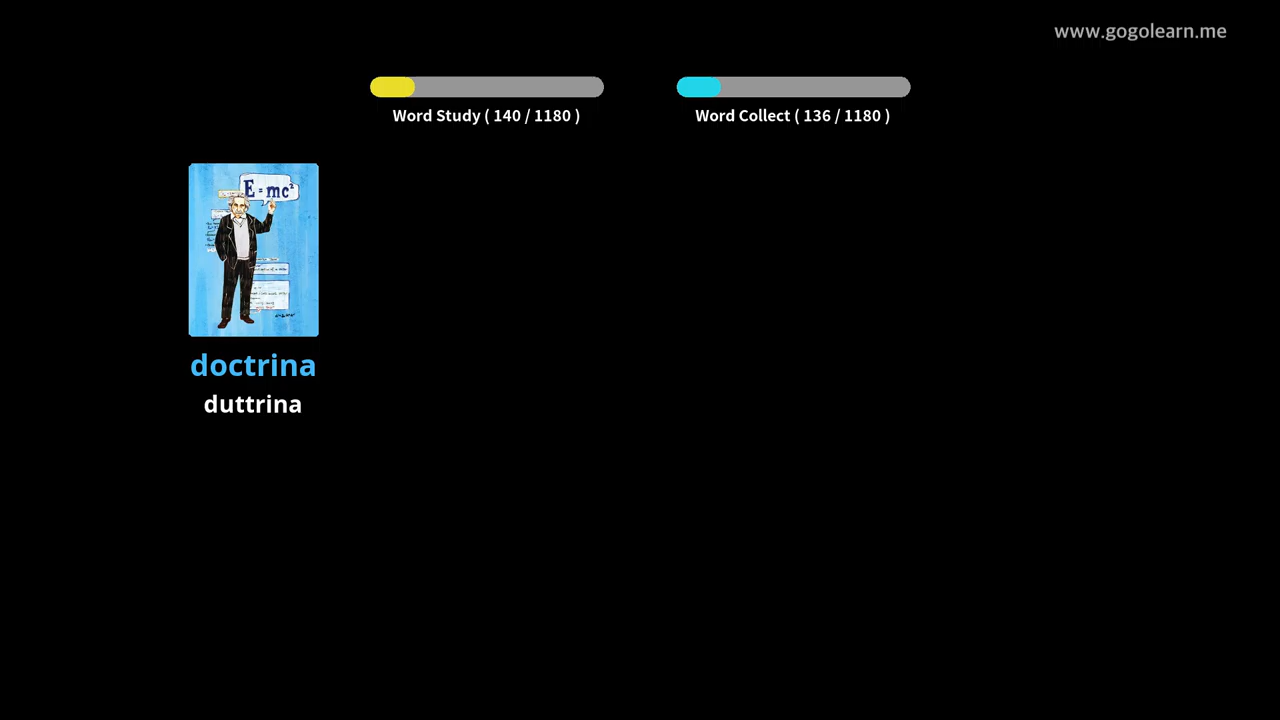 www.gogolearn.me
Word Study ( 140 / 1180 )
Word Collect ( 136 / 1180 )
E = mc²
doctrina
duttrina